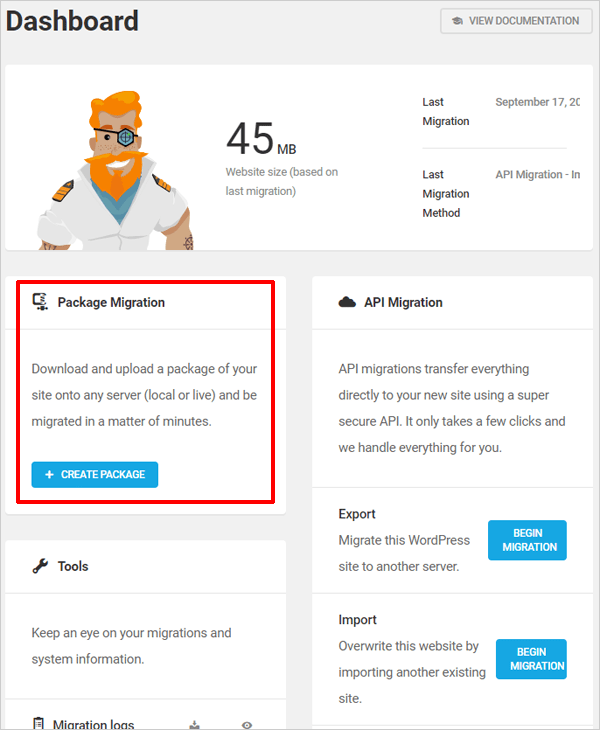 Dashboard
VIEW DOCUMENTATION
45 MB
Website size (based on
last migration)
Last
Migration
September 17, 20
Last
Migration
Method
API Migration - Im
Package Migration
Download and upload a package of your
site onto any server (local or live) and be
migrated in a matter of minutes.
+ CREATE PACKAGE
Tools
Keep an eye on your migrations and
system information.
Migration logs
API Migration
API migrations transfer everything
directly to your new site using a super
secure API. It only takes a few clicks and
we handle everything for you.
Export
Migrate this WordPress
site to another server.
BEGIN
MIGRATION
Import
Overwrite this website by
importing another existing
site.
BEGIN
MIGRATION